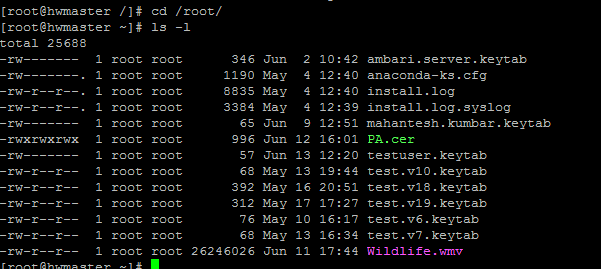 [root@hwmaster /]# cd /root/
[root@hwmaster ~]# ls -l
total 25688
-rw-------  1 root root      346 Jun  2 10:42 ambari.server.keytab
-rw-------. 1 root root     1190 May  4 12:40 anaconda-ks.cfg
-rw-r--r--. 1 root root     8835 May  4 12:40 install.log
-rw-r--r--. 1 root root     3384 May  4 12:39 install.log.syslog
-rw-------  1 root root       65 Jun  9 12:51 mahantesh.kumbar.keytab
-rwxrwxrwx  1 root root      996 Jun 12 16:01 PA.cer
-rw-------  1 root root       57 Jun 13 12:20 testuser.keytab
-rw-r--r--  1 root root       68 May 13 19:44 test.v10.keytab
-rw-r--r--  1 root root      392 May 16 20:51 test.v18.keytab
-rw-r--r--  1 root root      312 May 17 17:27 test.v19.keytab
-rw-r--r--  1 root root       76 May 10 16:17 test.v6.keytab
-rw-r--r--  1 root root       68 May 13 16:34 test.v7.keytab
-rw-r--r--  1 root root 26246026 Jun 11 17:44 Wildlife.wmv
[root@hwmaster ~]#